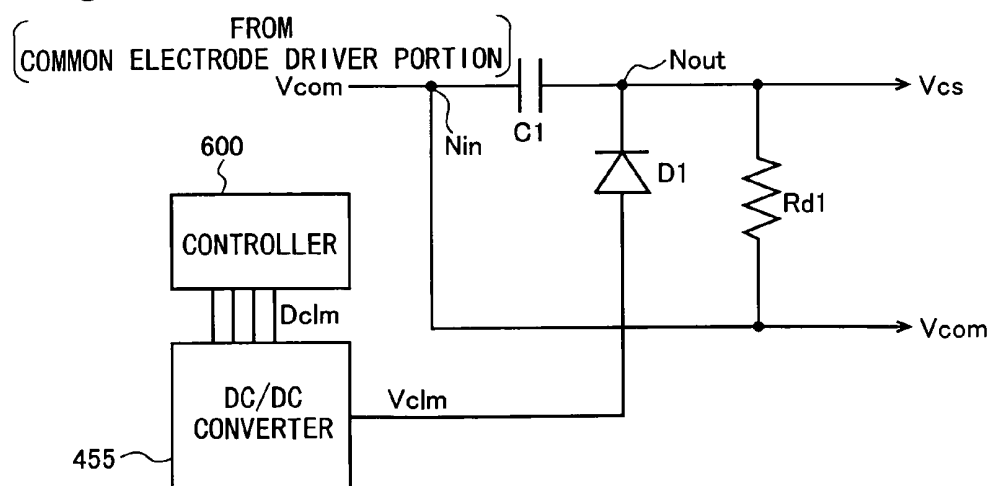 FROM
COMMON ELECTRODE DRIVER PORTION
Vcom
Nin
C1
Nout
Vcs
D1
Rd1
600
CONTROLLER
Dclm
Vcom
DC/DC
CONVERTER
Vclm
455